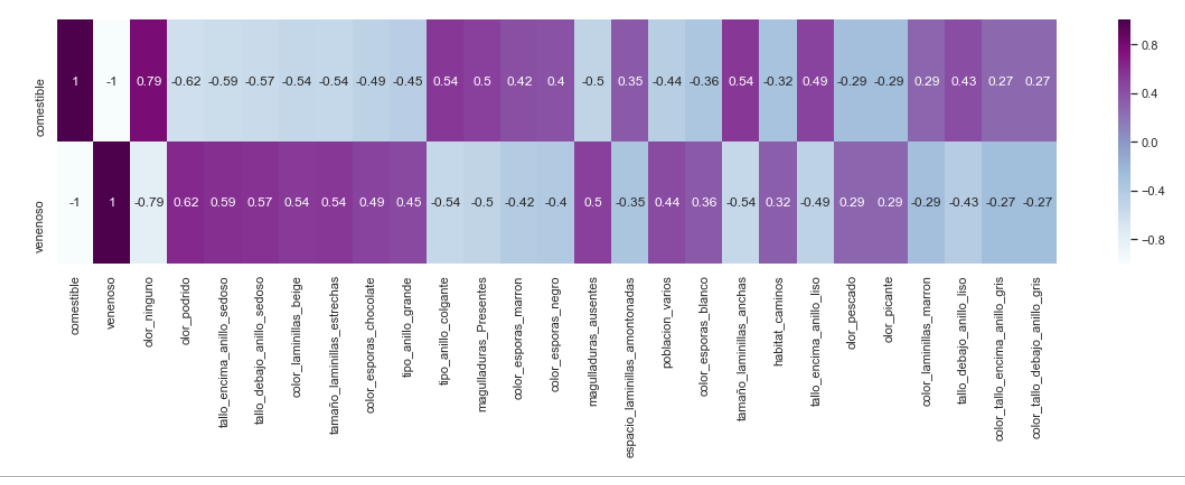 comestible
1 -1 0.79 -0.62 -0.59 -0.57 -0.54 -0.54 -0.49 -0.45 0.54 0.5 0.42 0.4 -0.5 0.35 -0.44 -0.36 0.54 -0.32 0.49 -0.29 -0.29 0.29 0.43 0.27 0.27
venenoso
-1 1 -0.79 0.62 0.59 0.57 0.54 0.54 0.49 0.45 -0.54 -0.5 -0.42 -0.4 0.5 -0.35 0.44 0.36 -0.54 0.32 -0.49 0.29 0.29 -0.29 -0.43 -0.27 -0.27
comestible
venenoso
olor_ninguno
olor_podrido
tallo_encima_anillo_sedoso
tallo_debajo_anillo_sedoso
color_laminillas_beige
tamaño_laminillas_estrechas
color_esporas_chocolate
tipo_anillo_grande
tipo_anillo_colgante
magulladuras_Presentes
color_esporas_marron
color_esporas_negro
magulladuras_ausentes
espacio_laminillas_amontonadas
poblacion_varios
color_esporas_blanco
tamaño_laminillas_anchas
habitat_caminos
tallo_encima_anillo_liso
olor_pescado
olor_picante
color_laminillas_marron
tallo_debajo_anillo_liso
color_tallo_encima_anillo_gris
color_tallo_debajo_anillo_gris
0.8
0.4
0.0
-0.4
-0.8